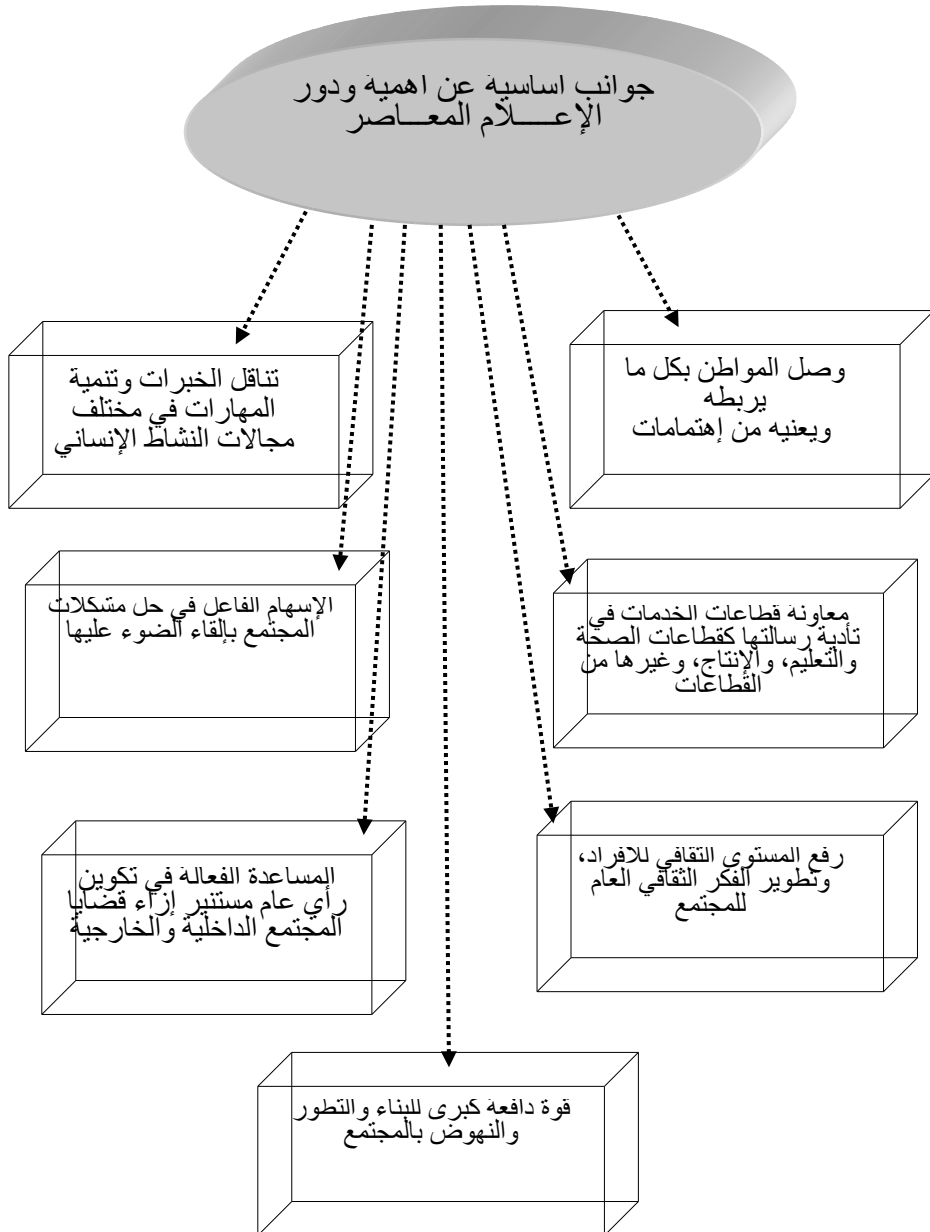 جوانب اساسية عن اهمية ودور
الإعـــــلام المعـــاصر
وصل المواطن بكل ما
يربطه
ويعنيه من إهتمامات
تناقل الخبرات وتنمية
المهارات في مختلف
مجالات النشاط الإنساني
معاونة قطاعات الخدمات في
تأدية رسالتها كقطاعات الصحة
والتعليم، والإنتاج، وغيرها من
القطاعات
الإسهام الفاعل في حل مشكلات
المجتمع بإلقاء الضوء عليها
رفع المستوى الثقافي للافراد،
وتطوير الفكر الثقافي العام
للمجتمع
المساعدة الفعالة في تكوين
رأي عام مستنير إزاء قضايا
المجتمع الداخلية والخارجية
قوة دافعة كبرى للبناء والتطور
والنهوض بالمجتمع